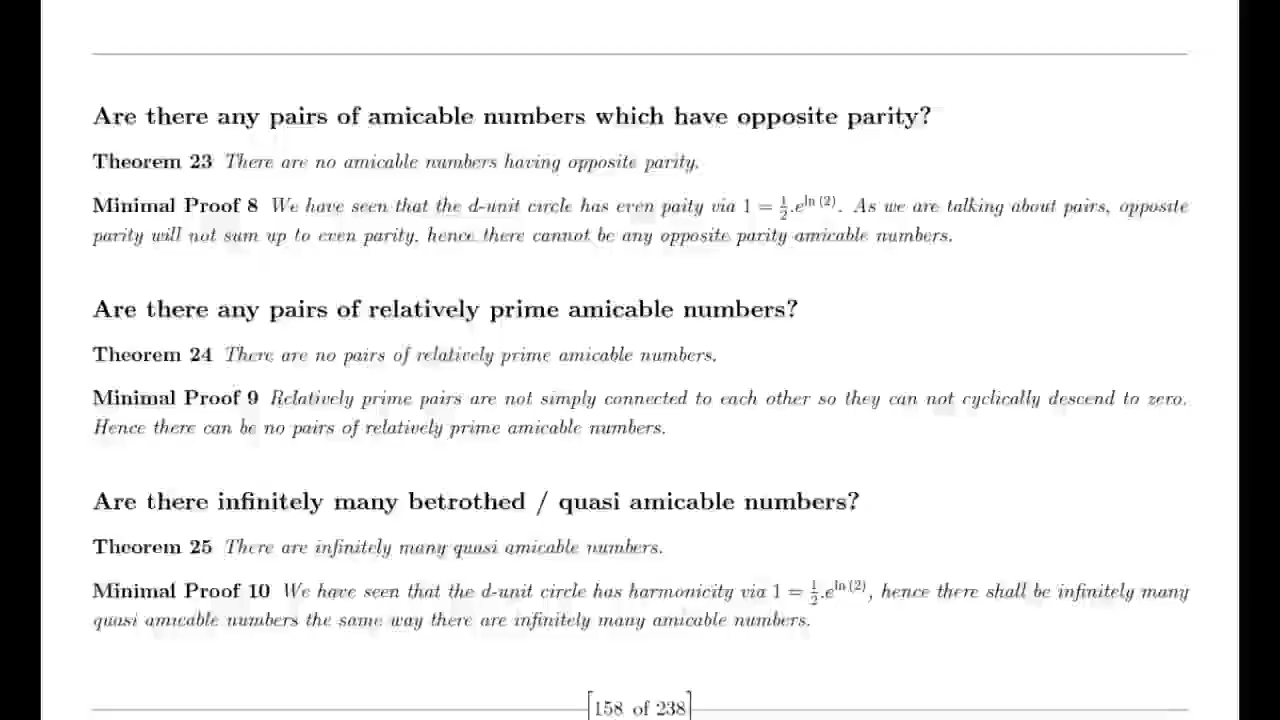 Are there any pairs of amicable numbers which have opposite parity?
Theorem 23 There are no amicable numbers having opposite parity.
Minimal Proof 8 We have seen that the d-unit circle has even paity via 1 = 1/2.e^ln (2). As we are talking about pairs, opposite
parity will not sum up to even parity. hence there cannot be any opposite parity amicable numbers.
Are there any pairs of relatively prime amicable numbers?
Theorem 24 There are no pairs of relatively prime amicable numbers.
Minimal Proof 9 Relatively prime pairs are not simply connected to each other so they can not cyclically descend to zero.
Hence there can be no pairs of relatively prime amicable numbers.
Are there infinitely many betrothed / quasi amicable numbers?
Theorem 25 There are infinitely many quasi amicable numbers.
Minimal Proof 10 We have seen that the d-unit circle has harmonicity via 1 = 1/2.e^ln (2), hence there shall be infinitely many
quasi amicable numbers the same way there are infinitely many amicable numbers.
[158 of 238]